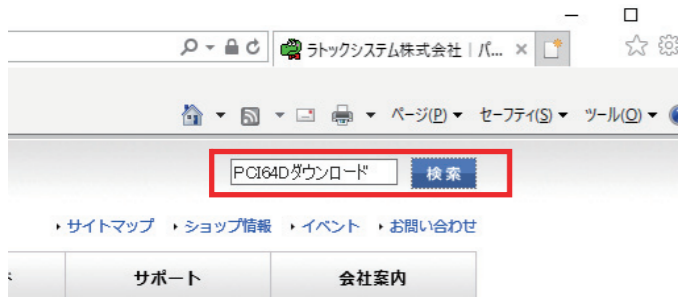 ラトックシステム株式会社 | パ...
ページ(P) セーフティ(S) ツール(O)
PCI64Dダウンロード 検索
サイトマップ ショップ情報 イベント お問い合わせ
サポート 会社案内